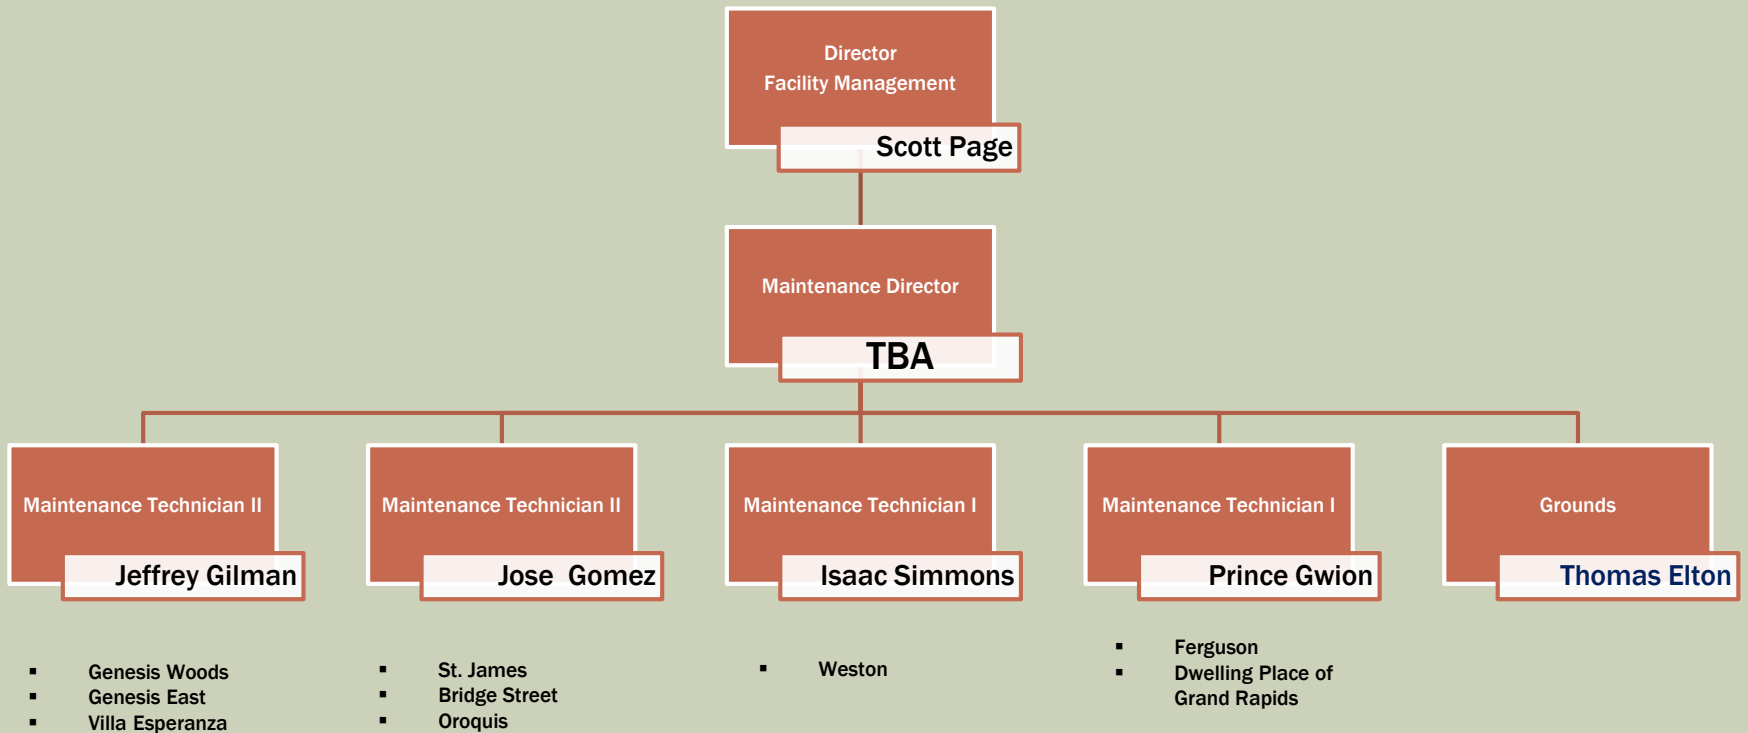 Director
Facility Management
Scott Page
Maintenance Director
TBA
Maintenance Technician II
Jeffrey Gilman
Maintenance Technician II
Jose  Gomez
Maintenance Technician I
Isaac Simmons
Maintenance Technician I
Prince Gwion
Grounds
Thomas Elton
▪ Genesis Woods
▪ Genesis East
▪ Villa Esperanza
▪ St. James
▪ Bridge Street
▪ Oroquis
▪ Weston
▪ Ferguson
▪ Dwelling Place of
Grand Rapids